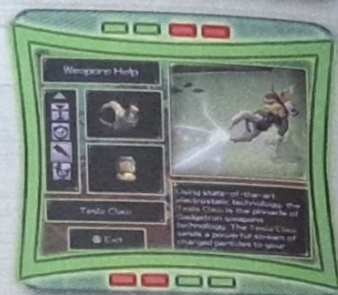 Weapons Help
Tesla Claw
Exit
Using state-of-the-art
electrostatic technology, the
Tesla Claw is the pinnacle of
Gadgetron weapons
technology. The Tesla Claw
sends a powerful stream of
charged particles to your